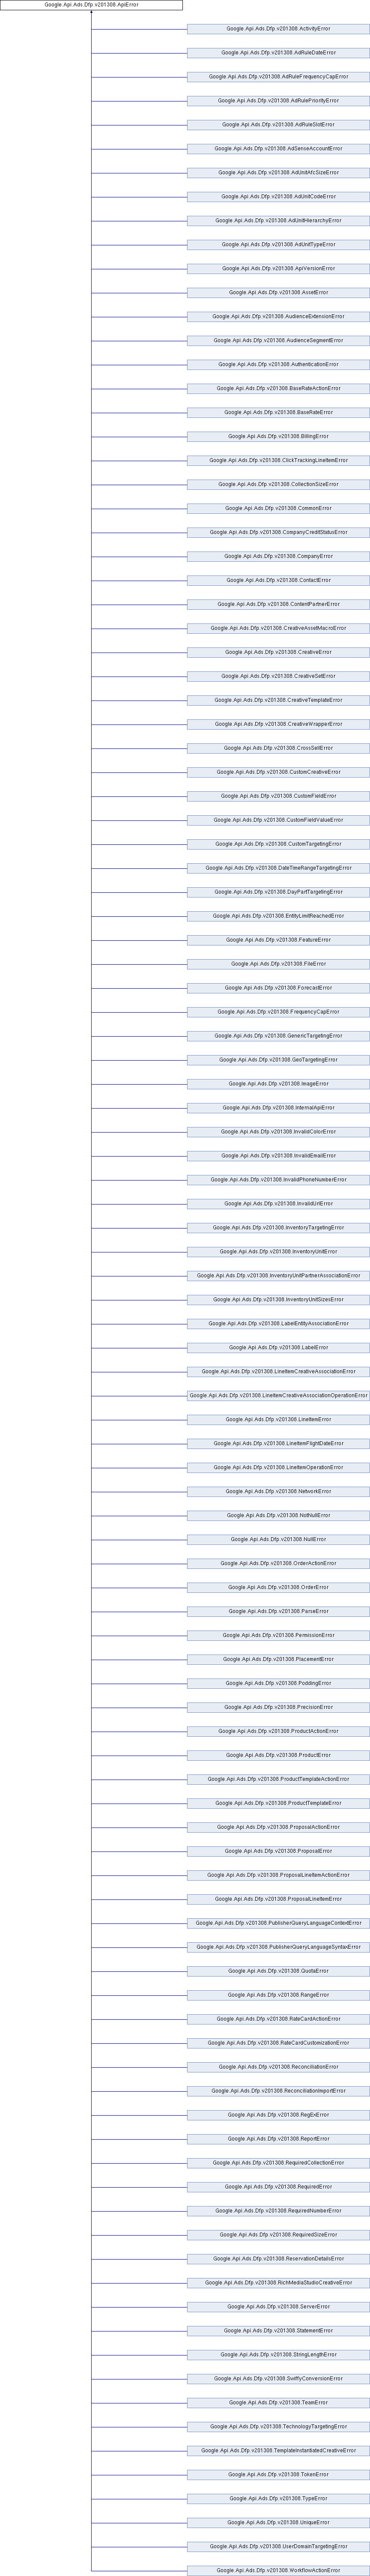 Google.Api.Ads.Dfp.v201308.ApiError
Google.Api.Ads.Dfp.v201308.ActivityError
Google.Api.Ads.Dfp.v201308.AdRuleDateError
Google.Api.Ads.Dfp.v201308.AdRuleFrequencyCapError
Google.Api.Ads.Dfp.v201308.AdRulePriorityError
Google.Api.Ads.Dfp.v201308.AdRuleSlotError
Google.Api.Ads.Dfp.v201308.AdSenseAccountError
Google.Api.Ads.Dfp.v201308.AdUnitAfcSizeError
Google.Api.Ads.Dfp.v201308.AdUnitCodeError
Google.Api.Ads.Dfp.v201308.AdUnitHierarchyError
Google.Api.Ads.Dfp.v201308.AdUnitTypeError
Google.Api.Ads.Dfp.v201308.ApiVersionError
Google.Api.Ads.Dfp.v201308.AssetError
Google.Api.Ads.Dfp.v201308.AudienceExtensionError
Google.Api.Ads.Dfp.v201308.AudienceSegmentError
Google.Api.Ads.Dfp.v201308.AuthenticationError
Google.Api.Ads.Dfp.v201308.BaseRateActionError
Google.Api.Ads.Dfp.v201308.BaseRateError
Google.Api.Ads.Dfp.v201308.BillingError
Google.Api.Ads.Dfp.v201308.ClickTrackingLineItemError
Google.Api.Ads.Dfp.v201308.CollectionSizeError
Google.Api.Ads.Dfp.v201308.CommonError
Google.Api.Ads.Dfp.v201308.CompanyCreditStatusError
Google.Api.Ads.Dfp.v201308.CompanyError
Google.Api.Ads.Dfp.v201308.ContactError
Google.Api.Ads.Dfp.v201308.ContentPartnerError
Google.Api.Ads.Dfp.v201308.CreativeAssetMacroError
Google.Api.Ads.Dfp.v201308.CreativeError
Google.Api.Ads.Dfp.v201308.CreativeSetError
Google.Api.Ads.Dfp.v201308.CreativeTemplateError
Google.Api.Ads.Dfp.v201308.CreativeWrapperError
Google.Api.Ads.Dfp.v201308.CrossSellError
Google.Api.Ads.Dfp.v201308.CustomCreativeError
Google.Api.Ads.Dfp.v201308.CustomFieldError
Google.Api.Ads.Dfp.v201308.CustomFieldValueError
Google.Api.Ads.Dfp.v201308.CustomTargetingError
Google.Api.Ads.Dfp.v201308.DateTimeRangeTargetingError
Google.Api.Ads.Dfp.v201308.DayPartTargetingError
Google.Api.Ads.Dfp.v201308.EntityLimitReachedError
Google.Api.Ads.Dfp.v201308.FeatureError
Google.Api.Ads.Dfp.v201308.FileError
Google.Api.Ads.Dfp.v201308.ForecastError
Google.Api.Ads.Dfp.v201308.FrequencyCapError
Google.Api.Ads.Dfp.v201308.GenericTargetingError
Google.Api.Ads.Dfp.v201308.GeoTargetingError
Google.Api.Ads.Dfp.v201308.ImageError
Google.Api.Ads.Dfp.v201308.InternalApiError
Google.Api.Ads.Dfp.v201308.InvalidColorError
Google.Api.Ads.Dfp.v201308.InvalidEmailError
Google.Api.Ads.Dfp.v201308.InvalidPhoneNumberError
Google.Api.Ads.Dfp.v201308.InvalidUrlError
Google.Api.Ads.Dfp.v201308.InventoryTargetingError
Google.Api.Ads.Dfp.v201308.InventoryUnitError
Google.Api.Ads.Dfp.v201308.InventoryUnitPartnerAssociationError
Google.Api.Ads.Dfp.v201308.InventoryUnitSizesError
Google.Api.Ads.Dfp.v201308.LabelEntityAssociationError
Google.Api.Ads.Dfp.v201308.LabelError
Google.Api.Ads.Dfp.v201308.LineItemCreativeAssociationError
Google.Api.Ads.Dfp.v201308.LineItemCreativeAssociationOperationError
Google.Api.Ads.Dfp.v201308.LineItemError
Google.Api.Ads.Dfp.v201308.LineItemFlightDateError
Google.Api.Ads.Dfp.v201308.LineItemOperationError
Google.Api.Ads.Dfp.v201308.NetworkError
Google.Api.Ads.Dfp.v201308.NotNullError
Google.Api.Ads.Dfp.v201308.NullError
Google.Api.Ads.Dfp.v201308.OrderActionError
Google.Api.Ads.Dfp.v201308.OrderError
Google.Api.Ads.Dfp.v201308.ParseError
Google.Api.Ads.Dfp.v201308.PermissionError
Google.Api.Ads.Dfp.v201308.PlacementError
Google.Api.Ads.Dfp.v201308.PoddingError
Google.Api.Ads.Dfp.v201308.PrecisionError
Google.Api.Ads.Dfp.v201308.ProductActionError
Google.Api.Ads.Dfp.v201308.ProductError
Google.Api.Ads.Dfp.v201308.ProductTemplateActionError
Google.Api.Ads.Dfp.v201308.ProductTemplateError
Google.Api.Ads.Dfp.v201308.ProposalActionError
Google.Api.Ads.Dfp.v201308.ProposalError
Google.Api.Ads.Dfp.v201308.ProposalLineItemActionError
Google.Api.Ads.Dfp.v201308.ProposalLineItemError
Google.Api.Ads.Dfp.v201308.PublisherQueryLanguageContextError
Google.Api.Ads.Dfp.v201308.PublisherQueryLanguageSyntaxError
Google.Api.Ads.Dfp.v201308.QuotaError
Google.Api.Ads.Dfp.v201308.RangeError
Google.Api.Ads.Dfp.v201308.RateCardActionError
Google.Api.Ads.Dfp.v201308.RateCardCustomizationError
Google.Api.Ads.Dfp.v201308.ReconciliationError
Google.Api.Ads.Dfp.v201308.ReconciliationImportError
Google.Api.Ads.Dfp.v201308.RegExError
Google.Api.Ads.Dfp.v201308.ReportError
Google.Api.Ads.Dfp.v201308.RequiredCollectionError
Google.Api.Ads.Dfp.v201308.RequiredError
Google.Api.Ads.Dfp.v201308.RequiredNumberError
Google.Api.Ads.Dfp.v201308.RequiredSizeError
Google.Api.Ads.Dfp.v201308.ReservationDetailsError
Google.Api.Ads.Dfp.v201308.RichMediaStudioCreativeError
Google.Api.Ads.Dfp.v201308.ServerError
Google.Api.Ads.Dfp.v201308.StatementError
Google.Api.Ads.Dfp.v201308.StringLengthError
Google.Api.Ads.Dfp.v201308.SwiffyConversionError
Google.Api.Ads.Dfp.v201308.TeamError
Google.Api.Ads.Dfp.v201308.TechnologyTargetingError
Google.Api.Ads.Dfp.v201308.TemplateInstantiatedCreativeError
Google.Api.Ads.Dfp.v201308.TokenError
Google.Api.Ads.Dfp.v201308.TypeError
Google.Api.Ads.Dfp.v201308.UniqueError
Google.Api.Ads.Dfp.v201308.UserDomainTargetingError
Google.Api.Ads.Dfp.v201308.WorkflowActionError